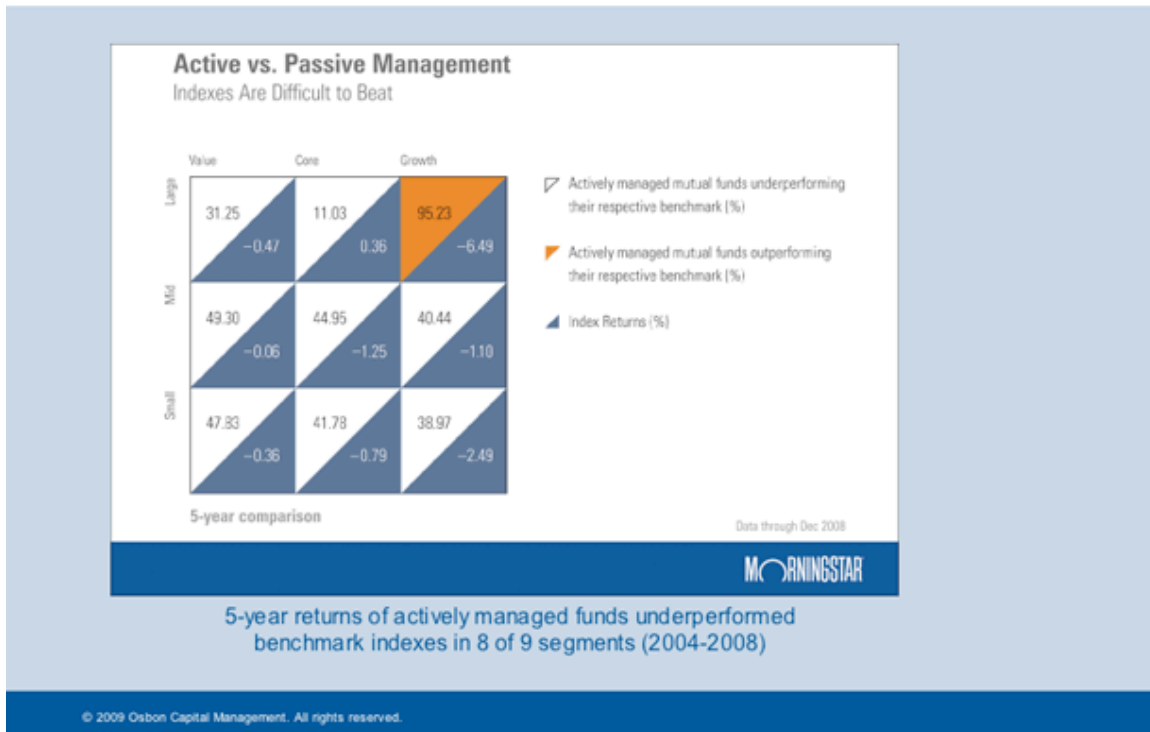 Active vs. Passive Management
Indexes Are Difficult to Beat
Value Core Growth
Large
31.25 11.03 95.23
−0.47 0.36 −6.49
Mid
49.30 44.95 40.44
−0.06 −1.25 −1.10
Small
47.83 41.78 38.97
−0.36 −0.79 −2.49
5-year comparison
Actively managed mutual funds underperforming
their respective benchmark (%)
Actively managed mutual funds outperforming
their respective benchmark (%)
Index Returns (%)
Data through Dec 2008
MORNINGSTAR
5-year returns of actively managed funds underperformed
benchmark indexes in 8 of 9 segments (2004-2008)
© 2009 Osbon Capital Management. All rights reserved.